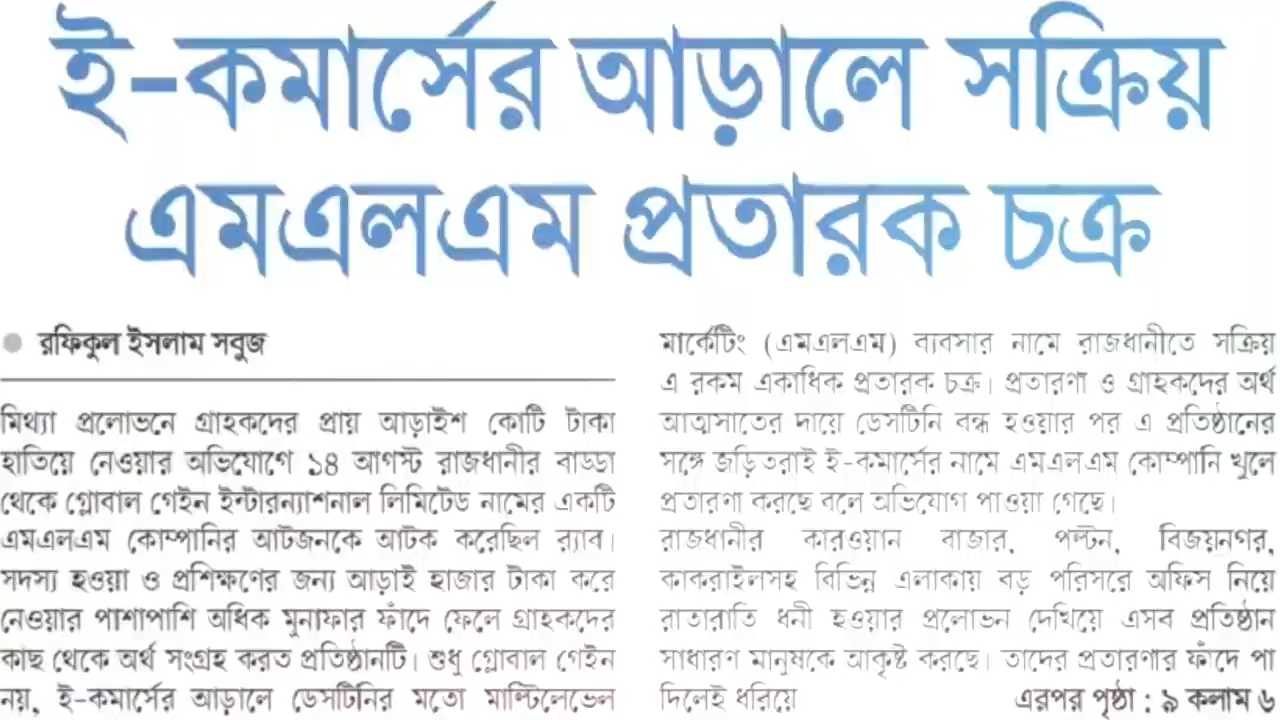 ই-কমার্সের আড়ালে সক্রিয়
এমএলএম প্রতারক চক্র
রফিকুল ইসলাম সবুজ
মিথ্যা প্রলোভনে গ্রাহকদের প্রায় আড়াইশ কোটি টাকা
হাতিয়ে নেওয়ার অভিযোগে ১৪ আগস্ট রাজধানীর বাড্ডা
থেকে গ্লোবাল গেইন ইন্টারন্যাশনাল লিমিটেড নামের একটি
এমএলএম কোম্পানির আটজনকে আটক করেছিল র‍্যাব।
সদস্য হওয়া ও প্রশিক্ষণের জন্য আড়াই হাজার টাকা করে
নেওয়ার পাশাপাশি অধিক মুনাফার ফাঁদে ফেলে গ্রাহকদের
কাছ থেকে অর্থ সংগ্রহ করত প্রতিষ্ঠানটি। শুধু গ্লোবাল গেইন
নয়, ই-কমার্সের আড়ালে ডেসটিনির মতো মাল্টিলেভেল
মার্কেটিং (এমএলএম) ব্যবসার নামে রাজধানীতে সক্রিয়
এ রকম একাধিক প্রতারক চক্র। প্রতারণা ও গ্রাহকদের অর্থ
আত্মসাতের দায়ে ডেসটিনি বন্ধ হওয়ার পর এ প্রতিষ্ঠানের
সঙ্গে জড়িতরাই ই-কমার্সের নামে এমএলএম কোম্পানি খুলে
প্রতারণা করছে বলে অভিযোগ পাওয়া গেছে।
রাজধানীর কারওয়ান বাজার, পল্টন, বিজয়নগর,
কাকরাইলসহ বিভিন্ন এলাকায় বড় পরিসরে অফিস নিয়ে
রাতারাতি ধনী হওয়ার প্রলোভন দেখিয়ে এসব প্রতিষ্ঠান
সাধারণ মানুষকে আকৃষ্ট করছে। তাদের প্রতারণার ফাঁদে পা
দিলেই ধরিয়ে এরপর পৃষ্ঠা : ৯ কলাম ৬